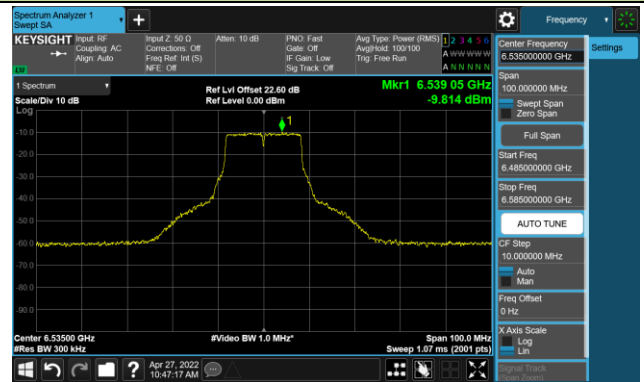 Spectrum Analyzer 1
Swept SA
Frequency
KEYSIGHT
Input: RF
Coupling: AC
Align: Auto
Input Z: 50 Ω
Corrections: Off
Freq Ref: Int (S)
NFE: Off
Atten: 10 dB
PNO: Fast
Gate: Off
IF Gain: Low
Sig Track: Off
Avg Type: Power (RMS)
Avg|Hold: 100/100
Trig: Free Run
1 2 3 4 5 6
A W W W W W
A N N N N N
LW
1 Spectrum
Scale/Div 10 dB
Ref Lvl Offset 22.60 dB
Ref Level 0.00 dBm
Mkr1 6.539 05 GHz
-9.814 dBm
Log
1
-10.0
-20.0
-30.0
-40.0
-50.0
-60.0
-70.0
-80.0
-90.0
Center 6.53500 GHz
#Res BW 300 kHz
#Video BW 1.0 MHz*
Span 100.0 MHz
Sweep 1.07 ms (2001 pts)
Center Frequency
6.535000000 GHz
Settings
Span
100.000000 MHz
Swept Span
Zero Span
Full Span
Start Freq
6.485000000 GHz
Stop Freq
6.585000000 GHz
AUTO TUNE
CF Step
10.000000 MHz
Auto
Man
Freq Offset
0 Hz
X Axis Scale
Log
Lin
Signal Track
(Span Zoom)
Apr 27, 2022
10:47:17 AM